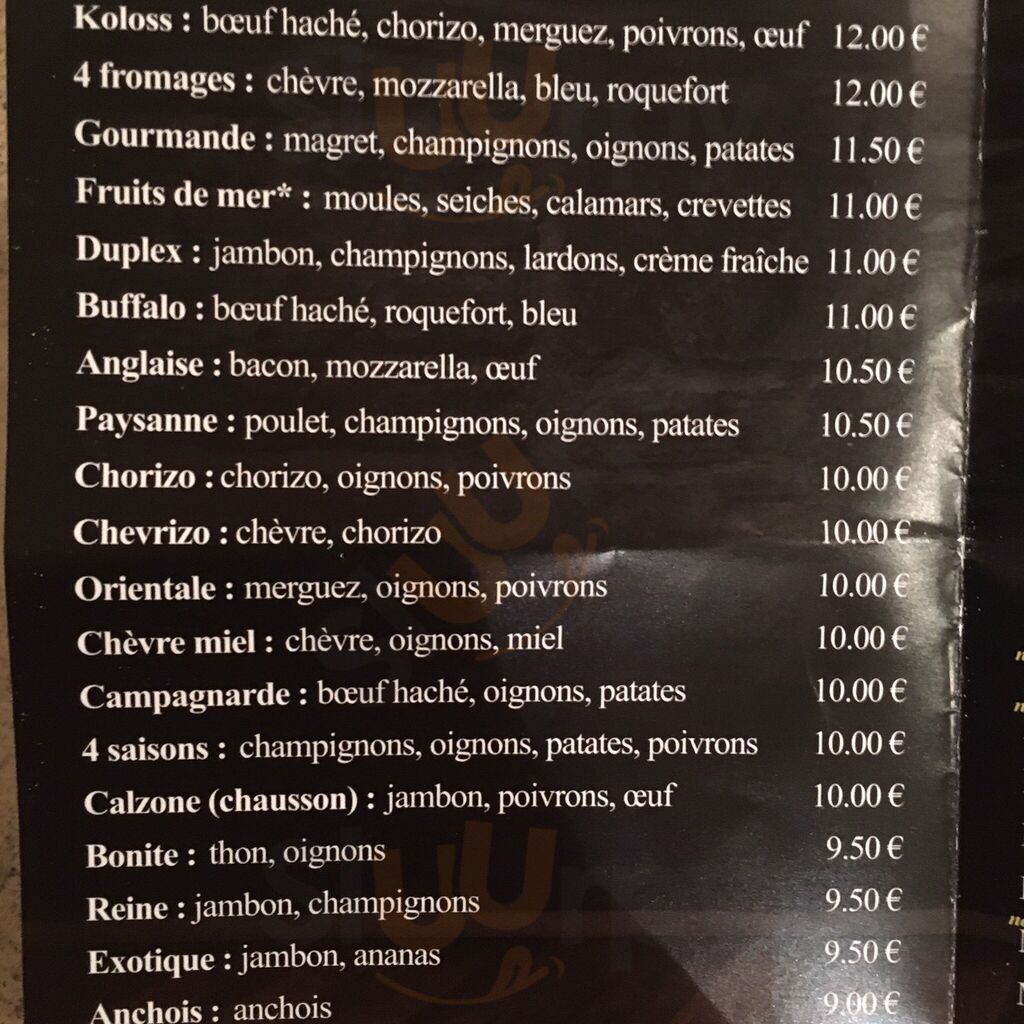 Koloss : bœuf haché, chorizo, merguez, poivrons, œuf 12.00 €
4 fromages : chèvre, mozzarella, bleu, roquefort 12.00 €
Gourmande : magret, champignons, oignons, patates 11.50 €
Fruits de mer* : moules, seiches, calamars, crevettes 11.00 €
Duplex : jambon, champignons, lardons, crème fraîche 11.00 €
Buffalo : bœuf haché, roquefort, bleu 11.00 €
Anglaise : bacon, mozzarella, œuf 10.50 €
Paysanne : poulet, champignons, oignons, patates 10.50 €
Chorizo : chorizo, oignons, poivrons 10.00 €
Chevrizo : chèvre, chorizo 10.00 €
Orientale : merguez, oignons, poivrons 10.00 €
Chèvre miel : chèvre, oignons, miel 10.00 €
Campagnarde : bœuf haché, oignons, patates 10.00 €
4 saisons : champignons, oignons, patates, poivrons 10.00 €
Calzone (chausson) : jambon, poivrons, œuf 10.00 €
Bonite : thon, oignons 9.50 €
Reine : jambon, champignons 9.50 €
Exotique : jambon, ananas 9.50 €
Anchois : anchois 9.00 €